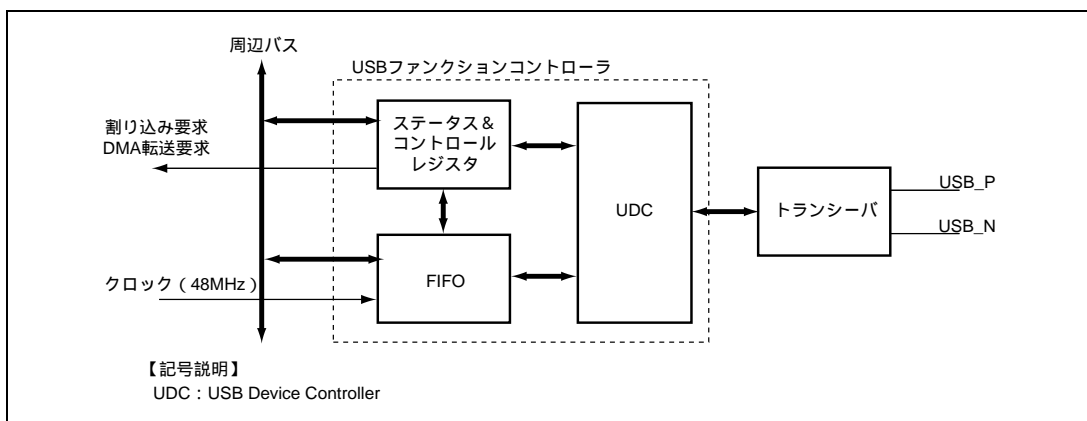 周辺バス
USBファンクションコントローラ
割り込み要求
DMA転送要求
ステータス＆
コントロール
レジスタ
UDC
トランシーバ
USB_P
USB_N
FIFO
クロック（48MHz）
【記号説明】
UDC：USB Device Controller